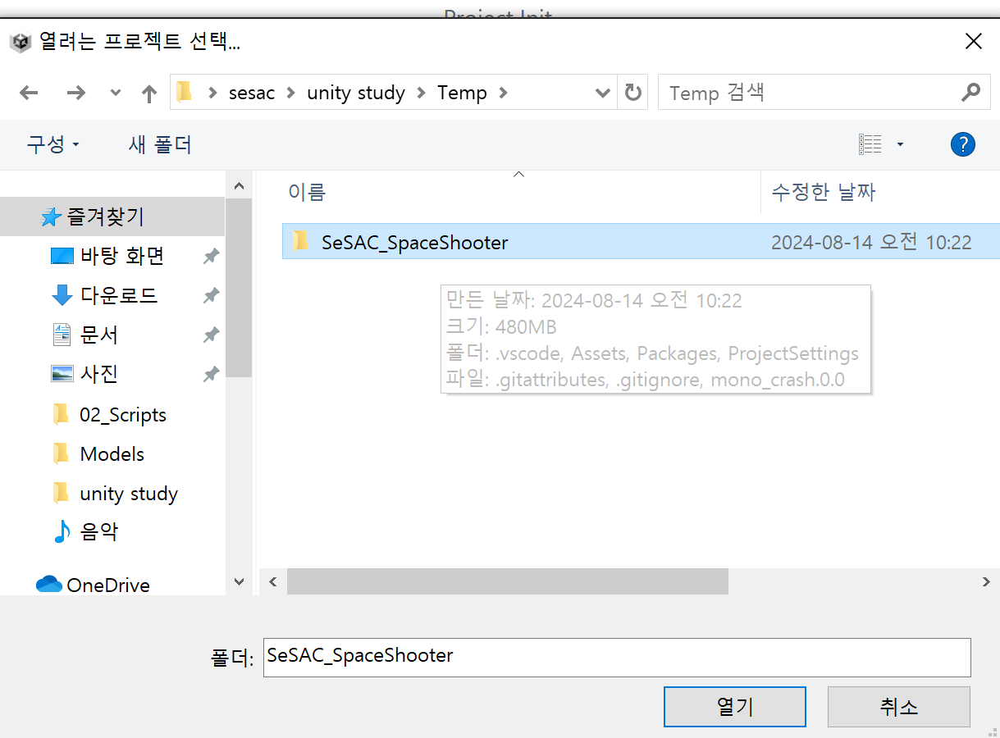 Project Init
열려는 프로젝트 선택...
sesac unity study Temp
Temp 검색
구성
새 폴더
이름
수정한 날짜
즐겨찾기
바탕 화면
다운로드
문서
사진
02_Scripts
Models
unity study
음악
OneDrive
SeSAC_SpaceShooter 2024-08-14 오전 10:22
만든 날짜: 2024-08-14 오전 10:22
크기: 480MB
폴더: .vscode, Assets, Packages, ProjectSettings
파일: .gitattributes, .gitignore, mono_crash.0.0
폴더: SeSAC_SpaceShooter
열기
취소